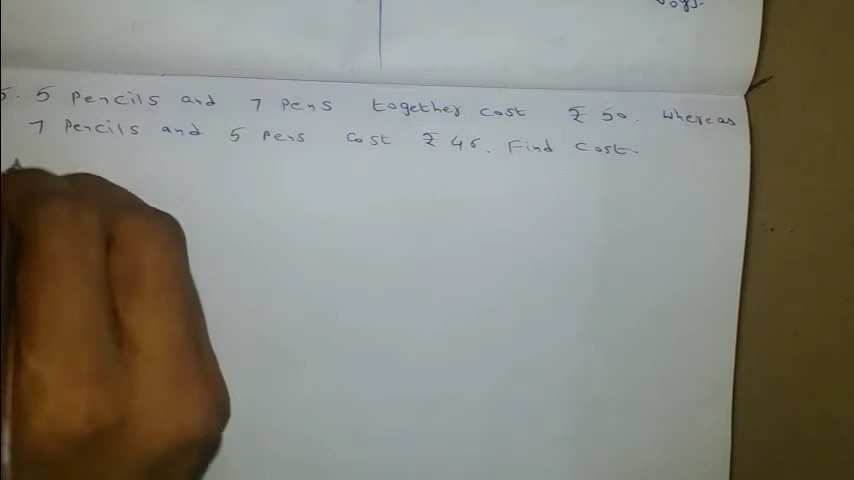 5. 5 Pencils and 7 Pens together cost ₹ 50. Whereas
7 Pencils and 5 Pens cost ₹ 46. Find cost.